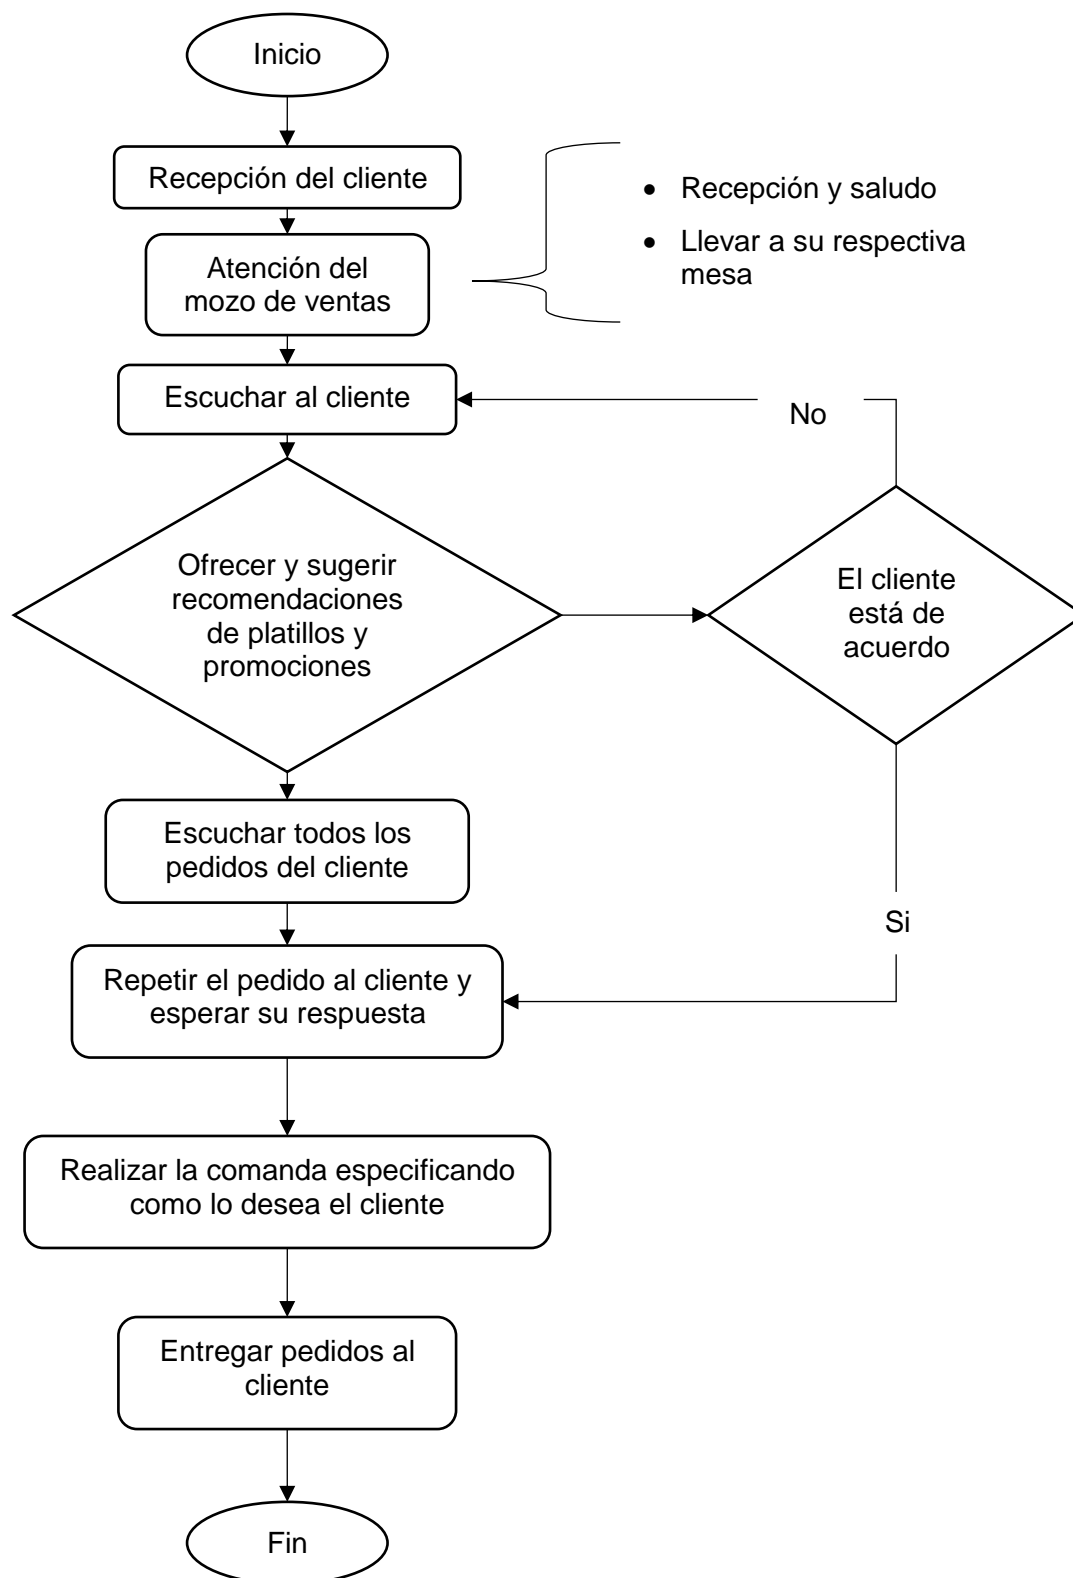 Inicio
Recepción del cliente
• Recepción y saludo
• Llevar a su respectiva
mesa
Atención del
mozo de ventas
Escuchar al cliente
No
Ofrecer y sugerir
recomendaciones
de platillos y
promociones
El cliente
está de
acuerdo
Escuchar todos los
pedidos del cliente
Si
Repetir el pedido al cliente y
esperar su respuesta
Realizar la comanda especificando
como lo desea el cliente
Entregar pedidos al
cliente
Fin